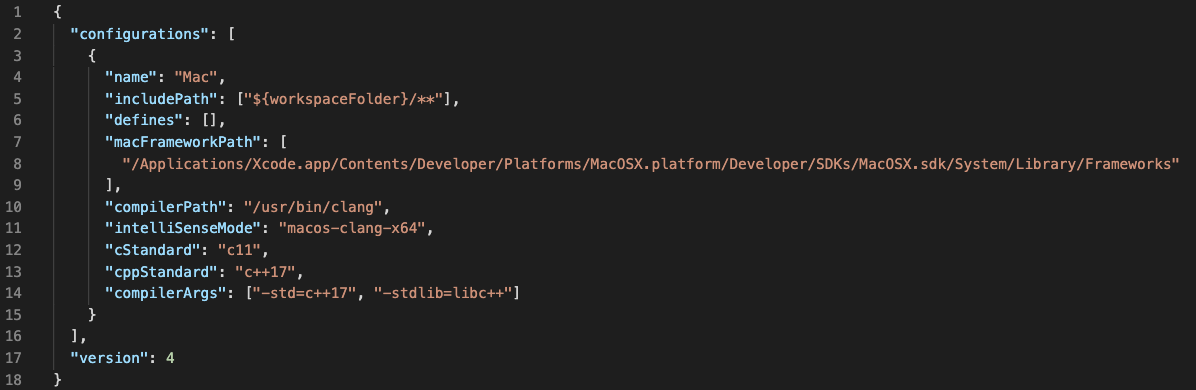 1 {
2 "configurations": [
3 {
4 "name": "Mac",
5 "includePath": ["${workspaceFolder}/**"],
6 "defines": [],
7 "macFrameworkPath": [
8 "/Applications/Xcode.app/Contents/Developer/Platforms/MacOSX.platform/Developer/SDKs/MacOSX.sdk/System/Library/Frameworks"
9 ],
10 "compilerPath": "/usr/bin/clang",
11 "intelliSenseMode": "macos-clang-x64",
12 "cStandard": "c11",
13 "cppStandard": "c++17",
14 "compilerArgs": ["-std=c++17", "-stdlib=libc++"]
15 }
16 ],
17 "version": 4
18 }